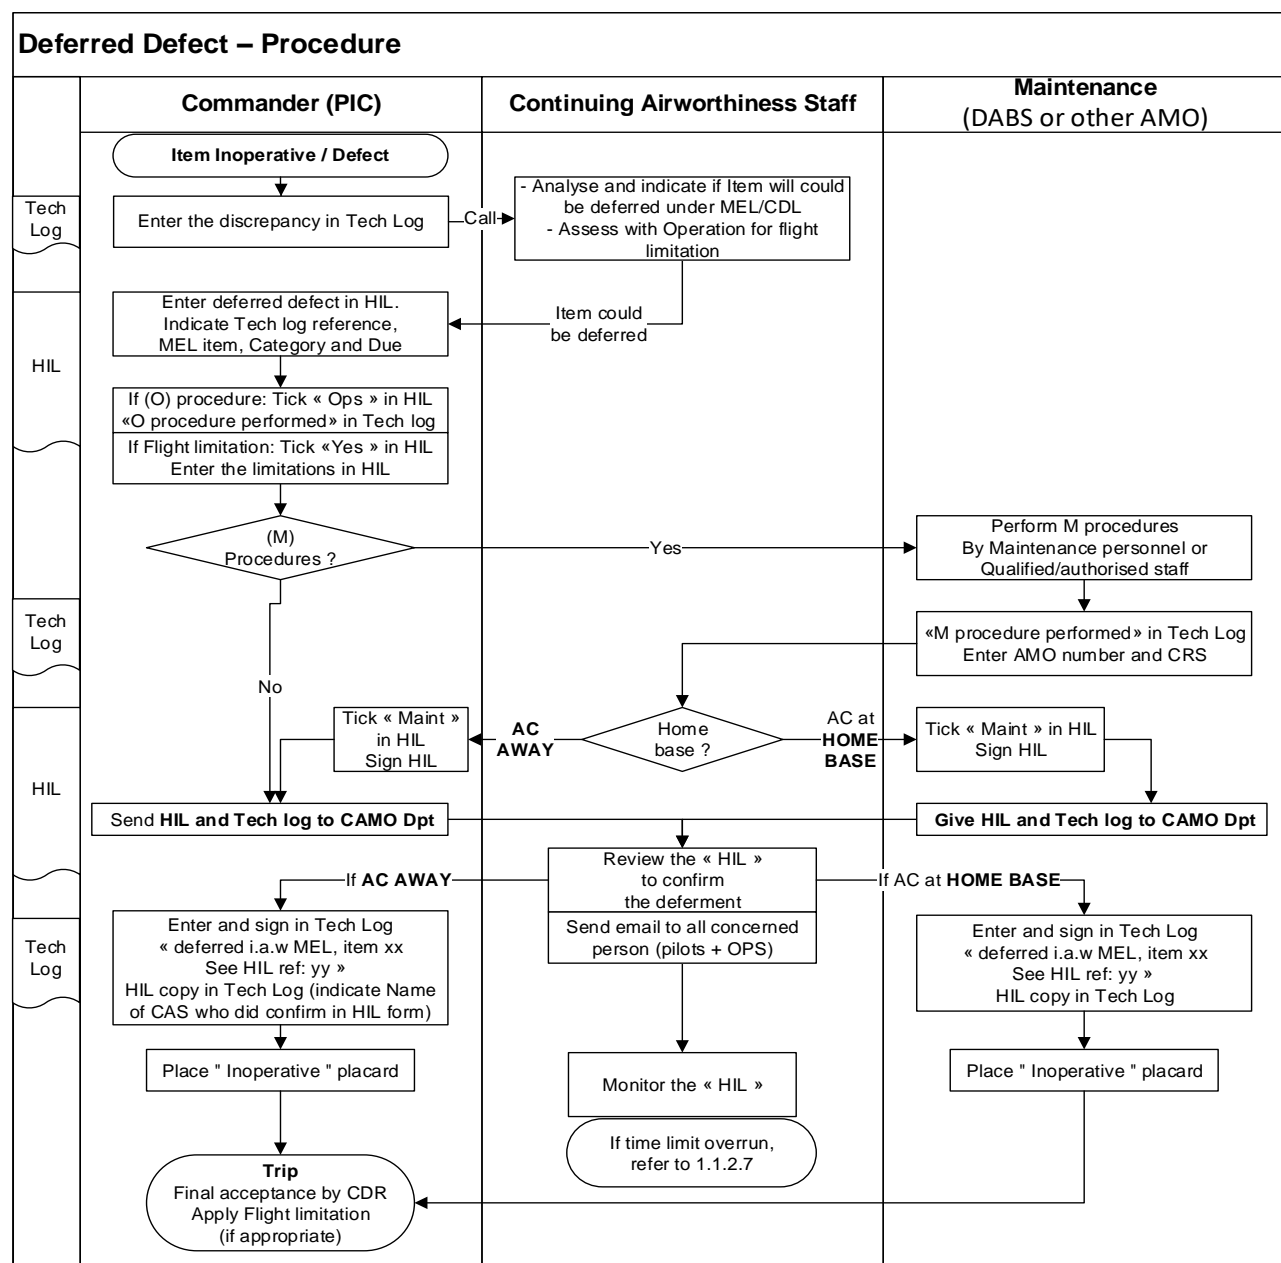 Deferred Defect – Procedure
Commander (PIC)
Continuing Airworthiness Staff
Maintenance
(DABS or other AMO)
Item Inoperative / Defect
Tech
Log
Enter the discrepancy in Tech Log
Call
- Analyse and indicate if Item will could
be deferred under MEL/CDL
- Assess with Operation for flight
limitation
HIL
Enter deferred defect in HIL.
Indicate Tech log reference,
MEL item, Category and Due
Item could
be deferred
If (O) procedure: Tick « Ops » in HIL
«O procedure performed» in Tech log
If Flight limitation: Tick «Yes » in HIL
Enter the limitations in HIL
(M)
Procedures ?
Yes
Perform M procedures
By Maintenance personnel or
Qualified/authorised staff
Tech
Log
«M procedure performed» in Tech Log
Enter AMO number and CRS
No
HIL
Tick « Maint »
in HIL
Sign HIL
AC
AWAY
Home
base ?
AC at
HOME
BASE
Tick « Maint » in HIL
Sign HIL
Send HIL and Tech log to CAMO Dpt
Give HIL and Tech log to CAMO Dpt
Review the « HIL »
to confirm
the deferment
If AC AWAY
If AC at HOME BASE
Send email to all concerned
person (pilots + OPS)
Tech
Log
Enter and sign in Tech Log
« deferred i.a.w MEL, item xx
See HIL ref: yy »
HIL copy in Tech Log (indicate Name
of CAS who did confirm in HIL form)
Enter and sign in Tech Log
« deferred i.a.w MEL, item xx
See HIL ref: yy »
HIL copy in Tech Log
Place " Inoperative " placard
Monitor the « HIL »
Place " Inoperative " placard
If time limit overrun,
refer to 1.1.2.7
Trip
Final acceptance by CDR
Apply Flight limitation
(if appropriate)